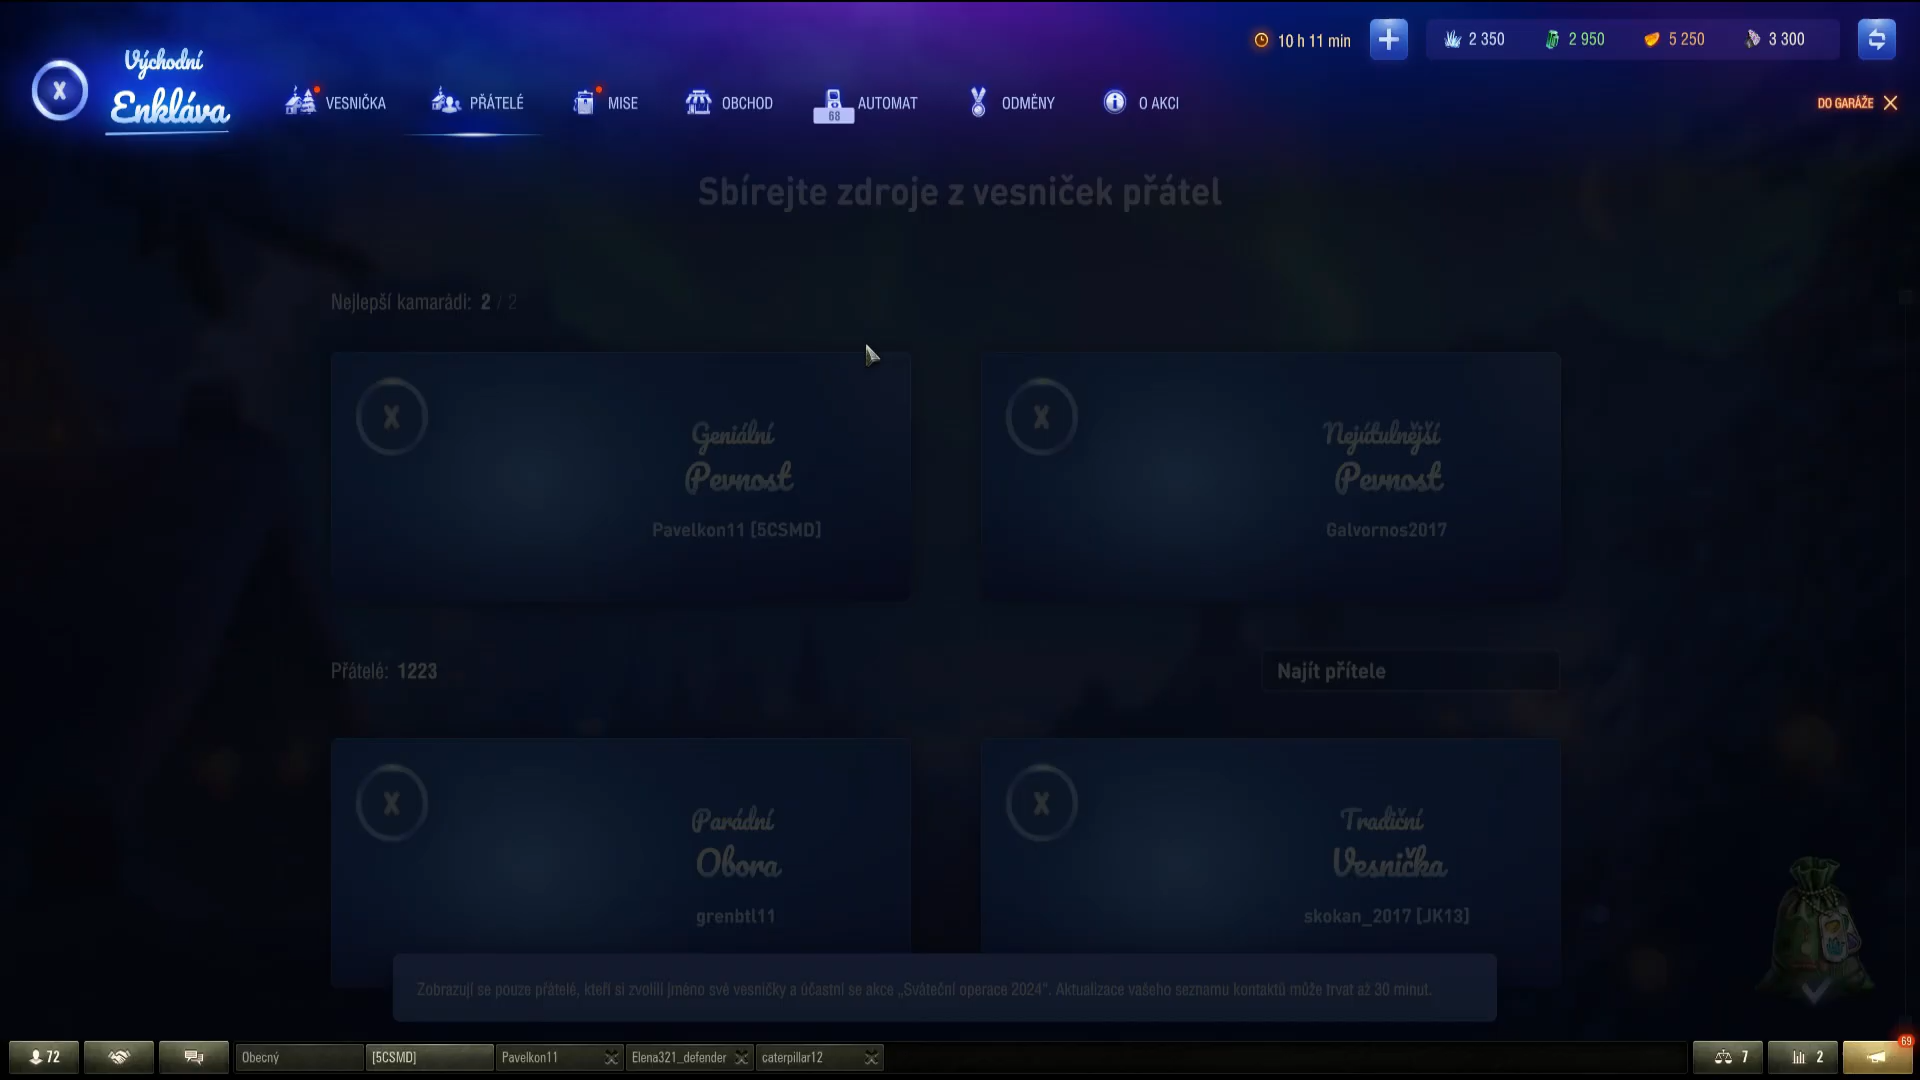 X
Východní
Enkláva
VESNIČKA
PŘÁTELÉ
MISE
OBCHOD
68
AUTOMAT
ODMĚNY
O AKCI
10 h 11 min
2 350
2 950
5 250
3 300
DO GARÁŽE
Sbírejte zdroje z vesniček přátel
Nejlepší kamarádi: 2 / 2
X
Geniální
Pevnost
Pavelkon11 [5CSMD]
X
Nejútulnější
Pevnost
Galvornos2017
Přátelé: 1223
Najít přítele
X
Parádní
Obora
grenbtl11
X
Tradiční
Vesnička
skokan_2017 [JK13]
Zobrazují se pouze přátelé, kteří si zvolili jméno své vesničky a účastní se akce „Sváteční operace 2024“. Aktualizace vašeho seznamu kontaktů může trvat až 30 minut.
72
Obecný
[5CSMD]
Pavelkon11
Elena321_defender
caterpillar12
7
2
69